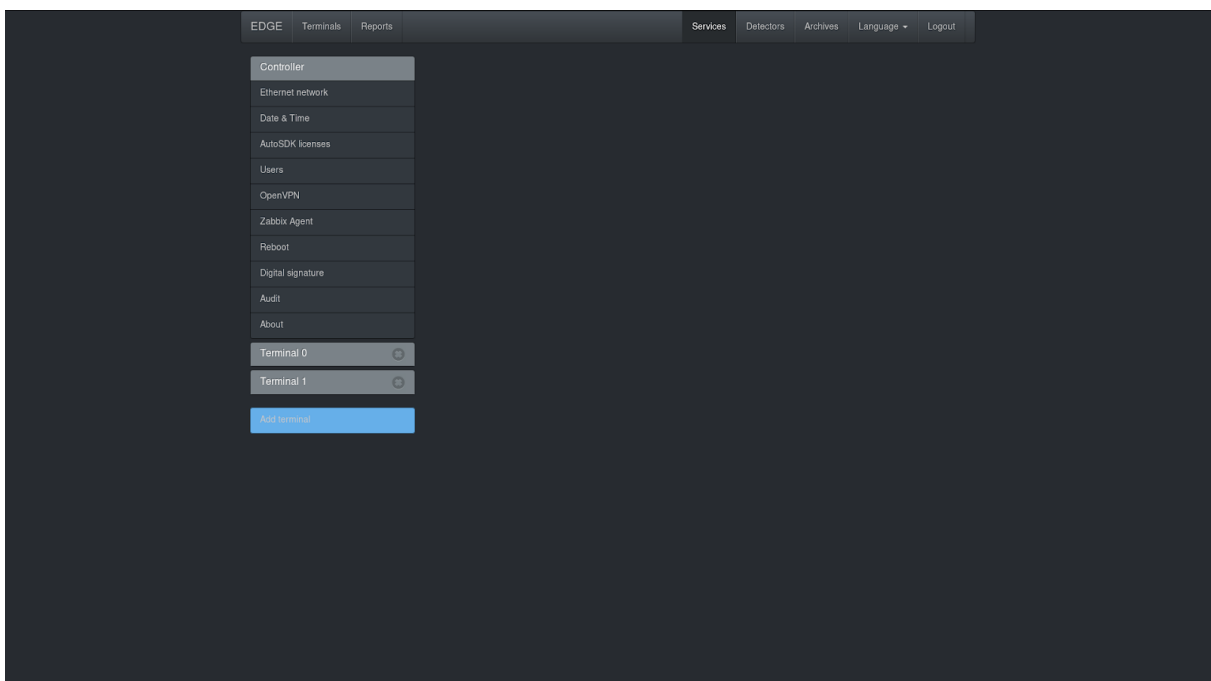 EDGE Terminals Reports Services Detectors Archives Language Logout
Controller
Ethernet network
Date & Time
AutoSDK licenses
Users
OpenVPN
Zabbix Agent
Reboot
Digital signature
Audit
About
Terminal 0
Terminal 1
Add terminal